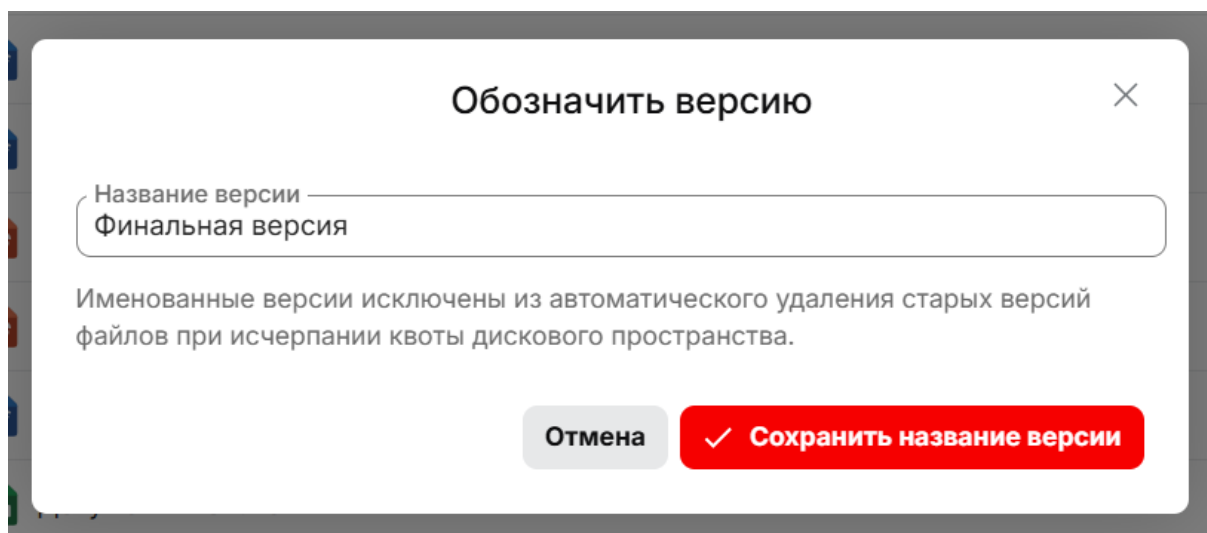 Обозначить версию
Название версии
Финальная версия
Именованные версии исключены из автоматического удаления старых версий
файлов при исчерпании квоты дискового пространства.
Отмена
Сохранить название версии